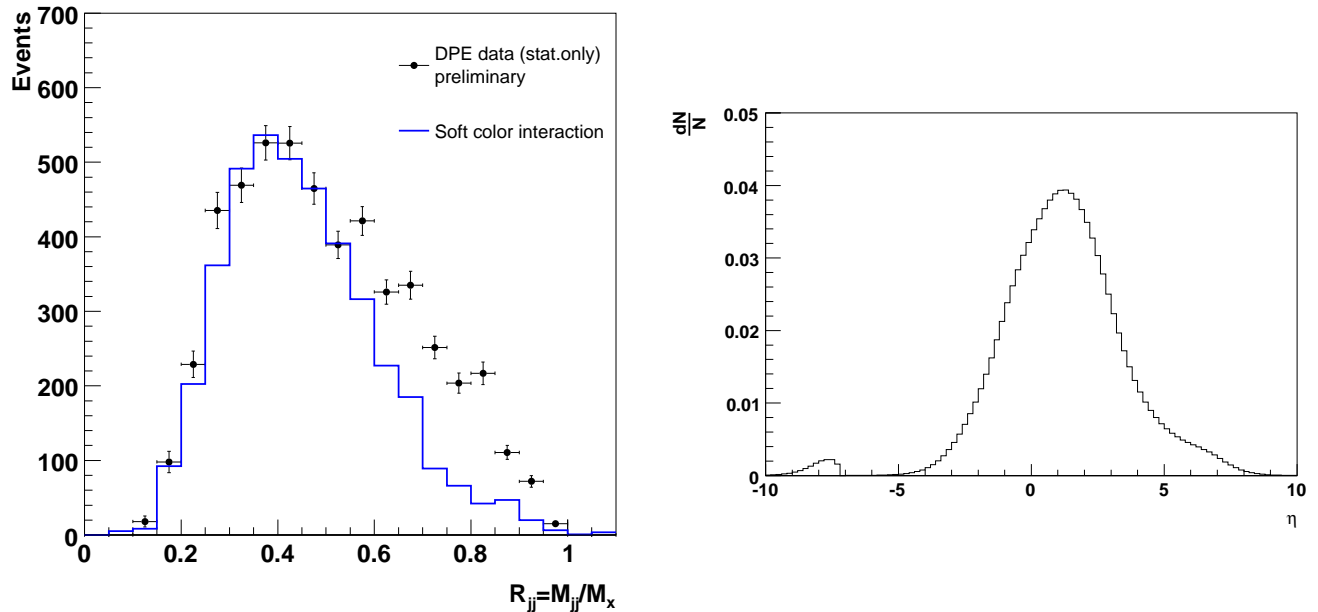 Events
700
600
500
400
300
200
100
0
DPE data (stat.only)
preliminary
Soft color interaction
0 0.2 0.4 0.6 0.8 1
R_jj=M_jj/M_x
dN
N
0.05
0.04
0.03
0.02
0.01
0
-10 -5 0 5 10
η